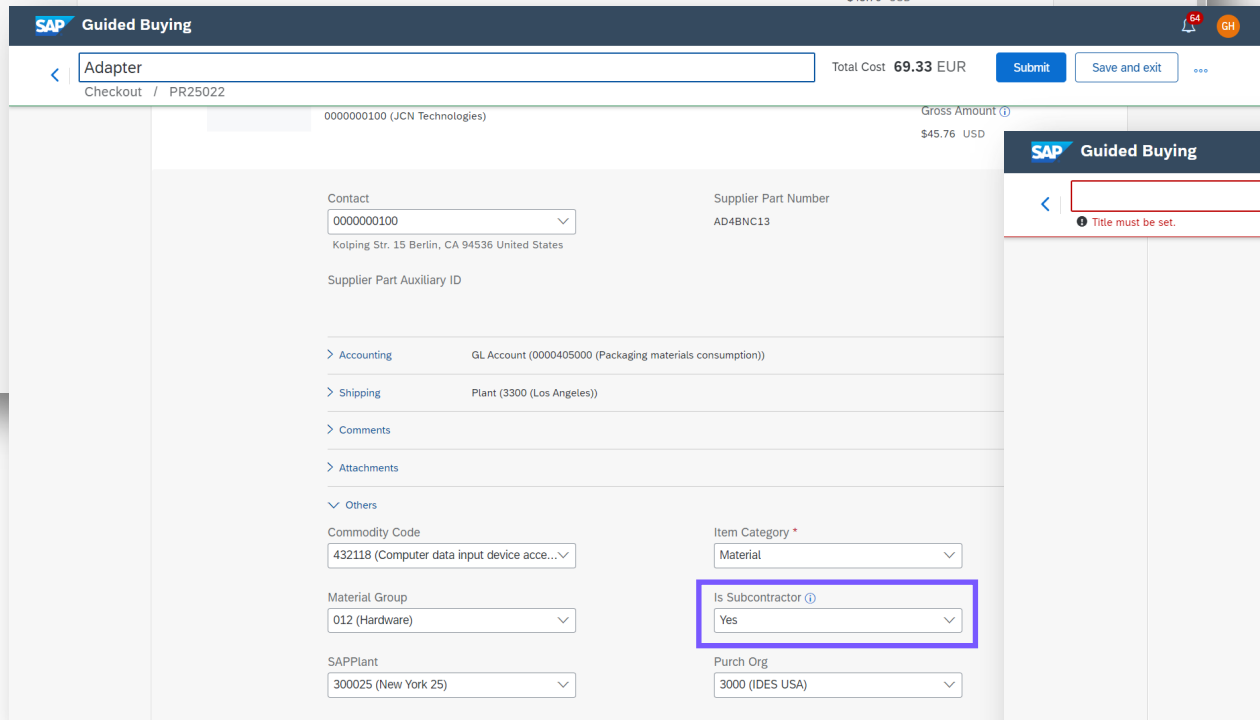 SAP Guided Buying
64
GH
Adapter
Total Cost 69.33 EUR
Submit
Save and exit
Checkout / PR25022
0000000100 (JCN Technologies)
Gross Amount
$45.76 USD
SAP Guided Buying
Title must be set.
Contact
0000000100
Kolping Str. 15 Berlin, CA 94536 United States
Supplier Part Number
AD4BNC13
Supplier Part Auxiliary ID
Accounting GL Account (0000405000 (Packaging materials consumption))
Shipping Plant (3300 (Los Angeles))
Comments
Attachments
Others
Commodity Code
432118 (Computer data input device acce...
Item Category *
Material
Material Group
012 (Hardware)
Is Subcontractor
Yes
SAPPlant
300025 (New York 25)
Purch Org
3000 (IDES USA)